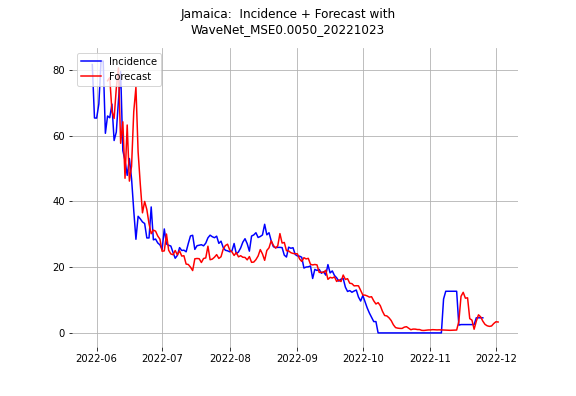 Jamaica:  Incidence + Forecast with
WaveNet_MSE0.0050_20221023
Incidence
Forecast
80
60
40
20
0
2022-06 2022-07 2022-08 2022-09 2022-10 2022-11 2022-12